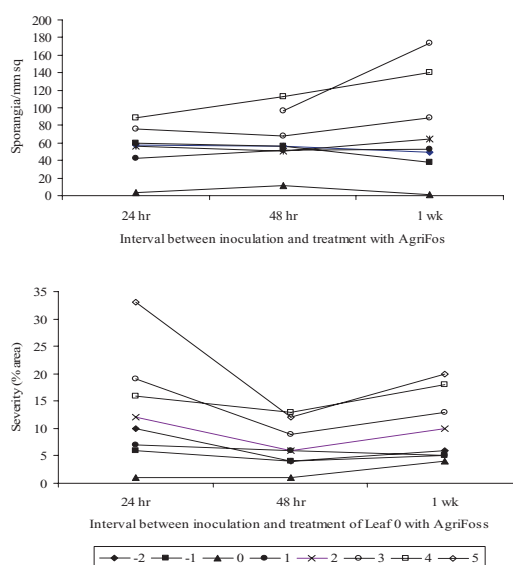 200
180
160
140
120
100
80
60
40
20
0
Sporangia/mm sq
24 hr 48 hr 1 wk
Interval between inoculation and treatment with AgriFos
35
30
25
20
15
10
5
0
Severity (% area)
24 hr 48 hr 1 wk
Interval between inoculation and treatment of Leaf 0 with AgriFoss
-2 -1 0 1 2 3 4 5